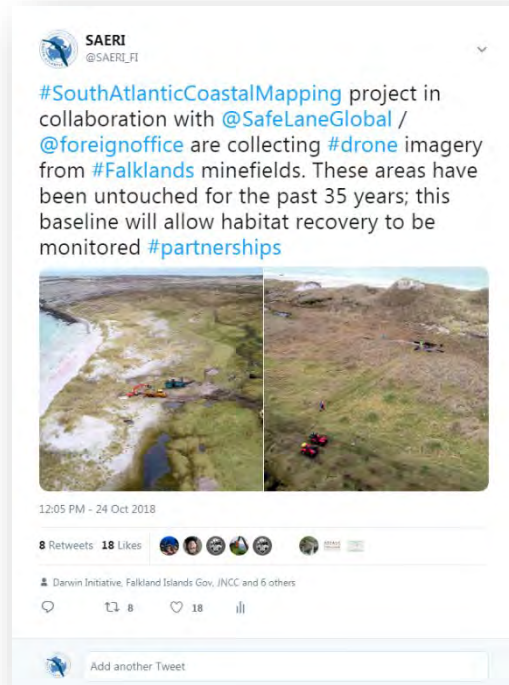 SAERI
@SAERI_FI
#SouthAtlanticCoastalMapping project in
collaboration with @SafeLaneGlobal /
@foreignoffice are collecting #drone imagery
from #Falklands minefields. These areas have
been untouched for the past 35 years; this
baseline will allow habitat recovery to be
monitored #partnerships
12:05 PM - 24 Oct 2018
8 Retweets 18 Likes
Darwin Initiative, Falkland Islands Gov, JNCC and 6 others
8 18
Add another Tweet